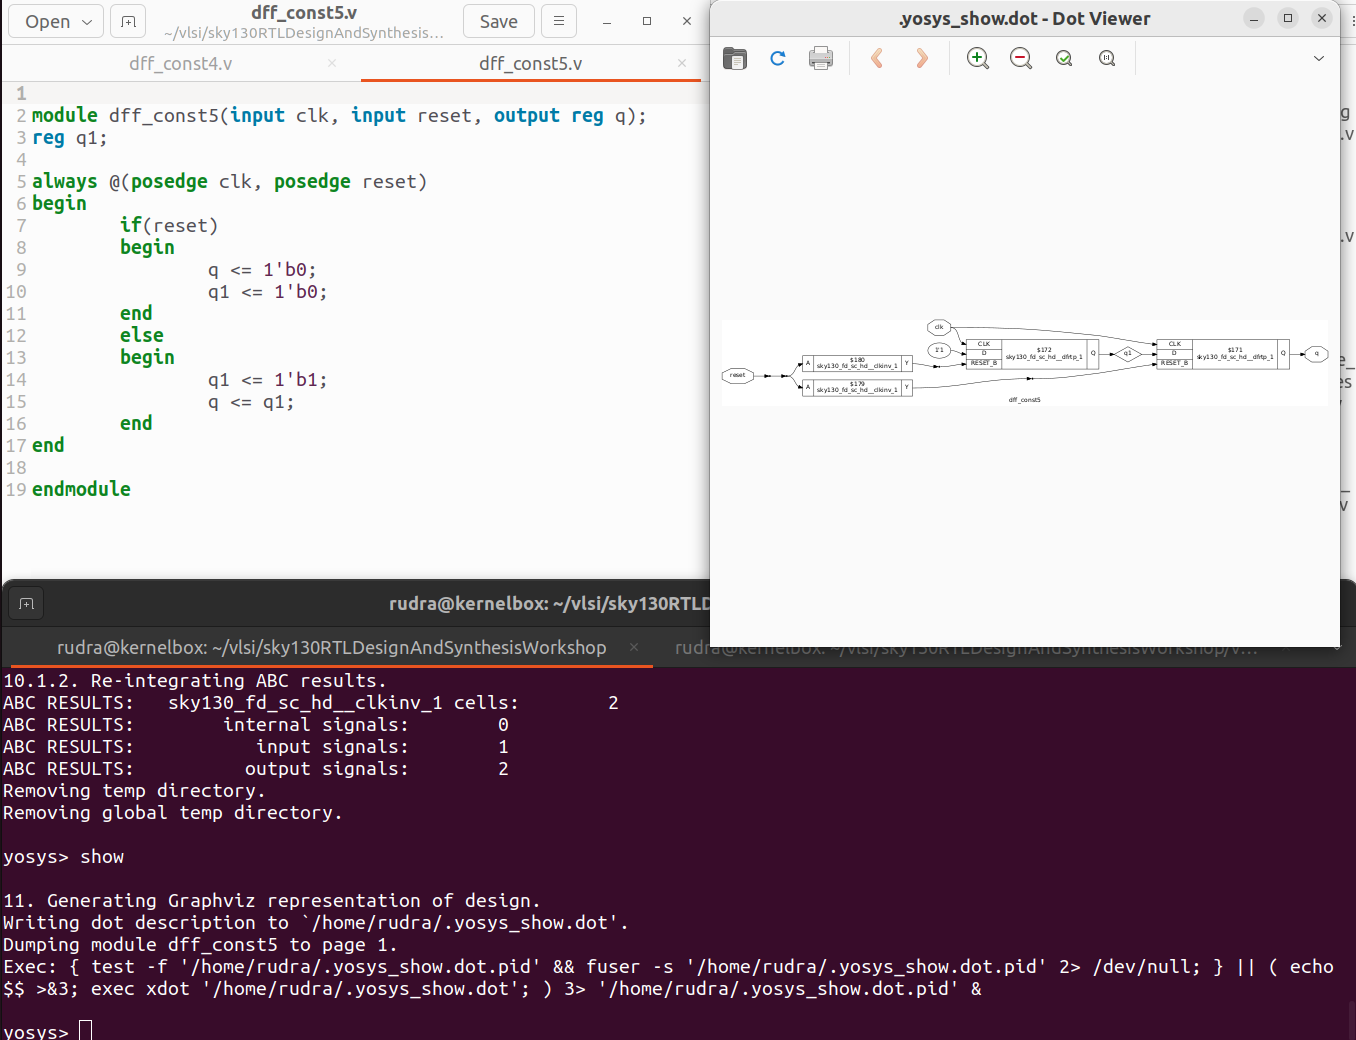 Open
dff_const5.v
~/vlsi/sky130RTLDesignAndSynthesis...
Save
dff_const4.v
dff_const5.v
1
2 module dff_const5(input clk, input reset, output reg q);
3 reg q1;
4
5 always @(posedge clk, posedge reset)
6 begin
7 if(reset)
8 begin
9 q <= 1'b0;
10 q1 <= 1'b0;
11 end
12 else
13 begin
14 q1 <= 1'b1;
15 q <= q1;
16 end
17 end
18
19 endmodule
.yosys_show.dot - Dot Viewer
clk
1'1
reset
A
$180
sky130_fd_sc_hd__clkinv_1
Y
A
$179
sky130_fd_sc_hd__clkinv_1
Y
CLK
D
RESET_B
$172
sky130_fd_sc_hd__dfrtp_1
Q
q1
CLK
D
RESET_B
$171
sky130_fd_sc_hd__dfrtp_1
Q
q
dff_const5
rudra@kernelbox: ~/vlsi/sky130RTLD
rudra@kernelbox: ~/vlsi/sky130RTLDesignAndSynthesisWorkshop
rudra@kernelbox: ~/vlsi/sky130RTLDesignAndSynthesisWorkshop/v...
10.1.2. Re-integrating ABC results.
ABC RESULTS: sky130_fd_sc_hd__clkinv_1 cells: 2
ABC RESULTS: internal signals: 0
ABC RESULTS: input signals: 1
ABC RESULTS: output signals: 2
Removing temp directory.
Removing global temp directory.
yosys> show
11. Generating Graphviz representation of design.
Writing dot description to `/home/rudra/.yosys_show.dot'.
Dumping module dff_const5 to page 1.
Exec: { test -f '/home/rudra/.yosys_show.dot.pid' && fuser -s '/home/rudra/.yosys_show.dot.pid' 2> /dev/null; } || ( echo
$$ >&3; exec xdot '/home/rudra/.yosys_show.dot'; ) 3> '/home/rudra/.yosys_show.dot.pid' &
yosys>